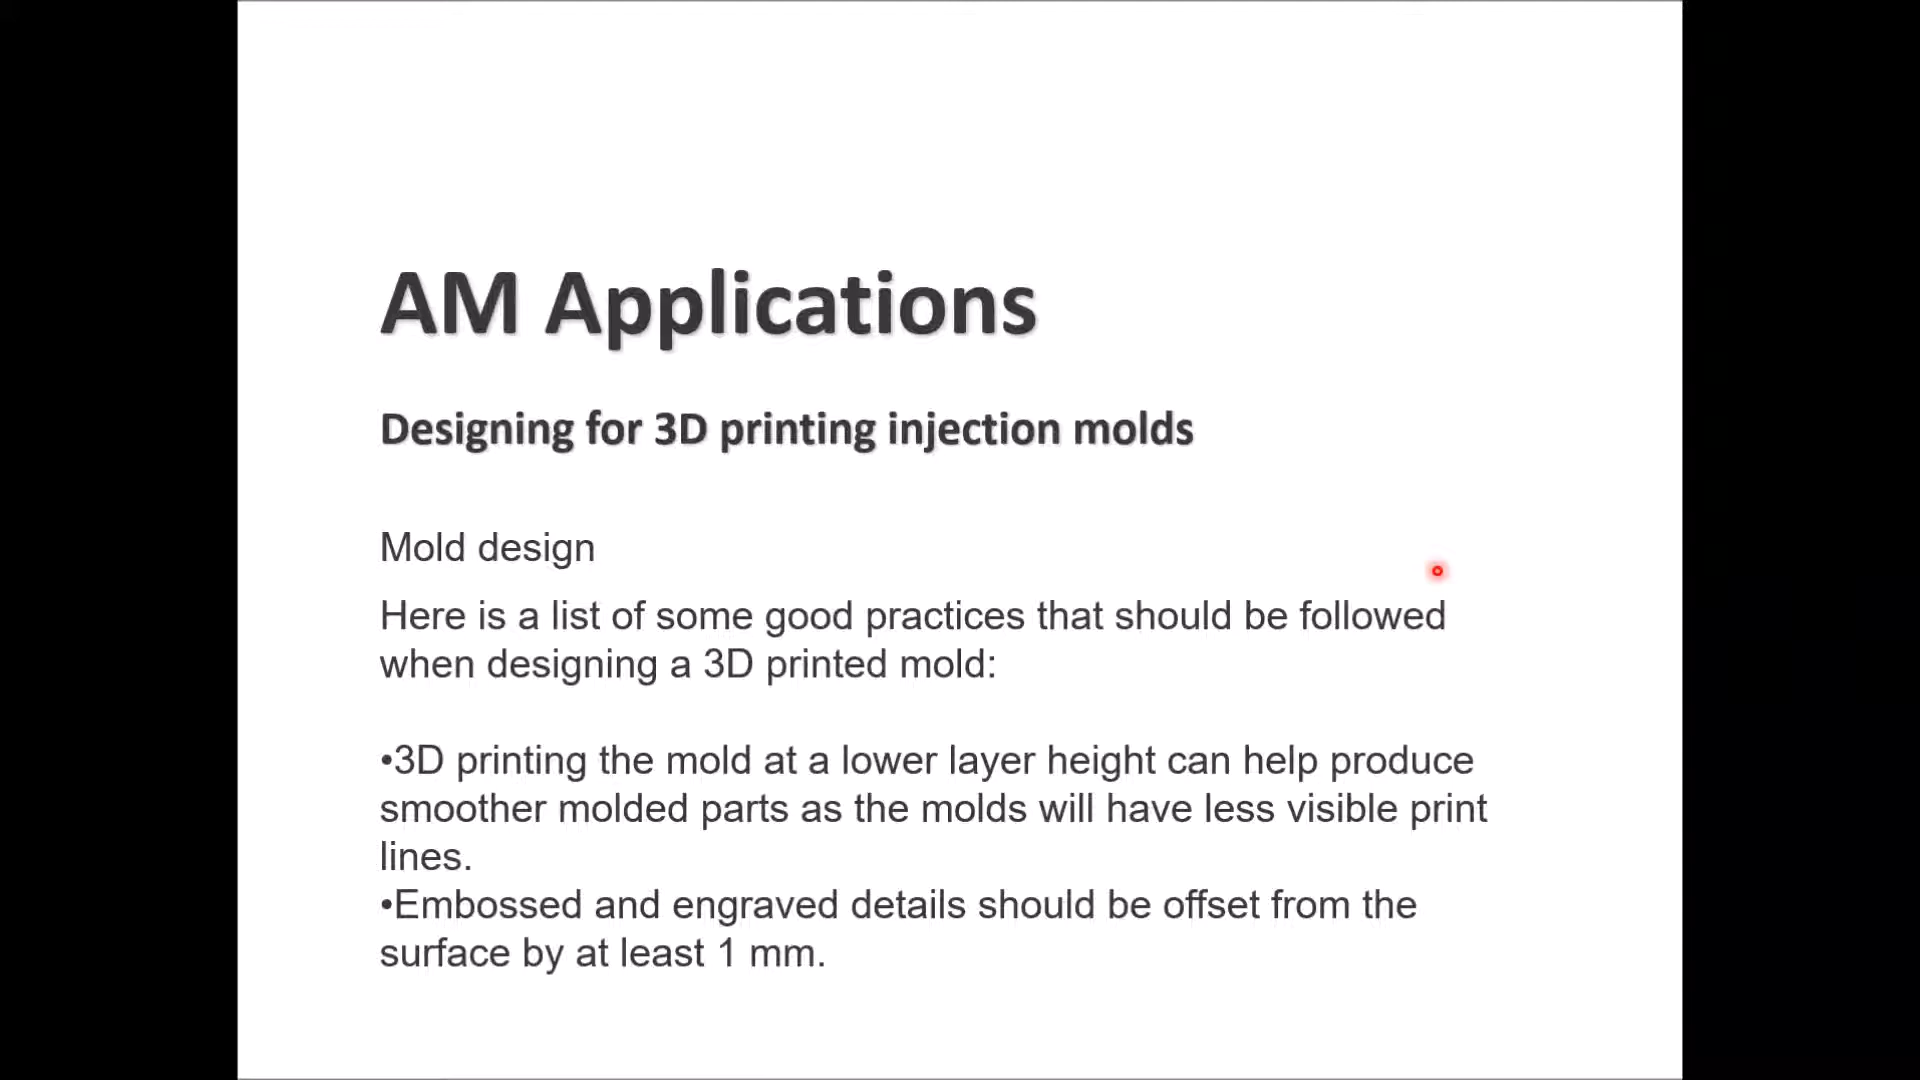 AM Applications
Designing for 3D printing injection molds
Mold design
Here is a list of some good practices that should be followed
when designing a 3D printed mold:
•3D printing the mold at a lower layer height can help produce
smoother molded parts as the molds will have less visible print
lines.
•Embossed and engraved details should be offset from the
surface by at least 1 mm.